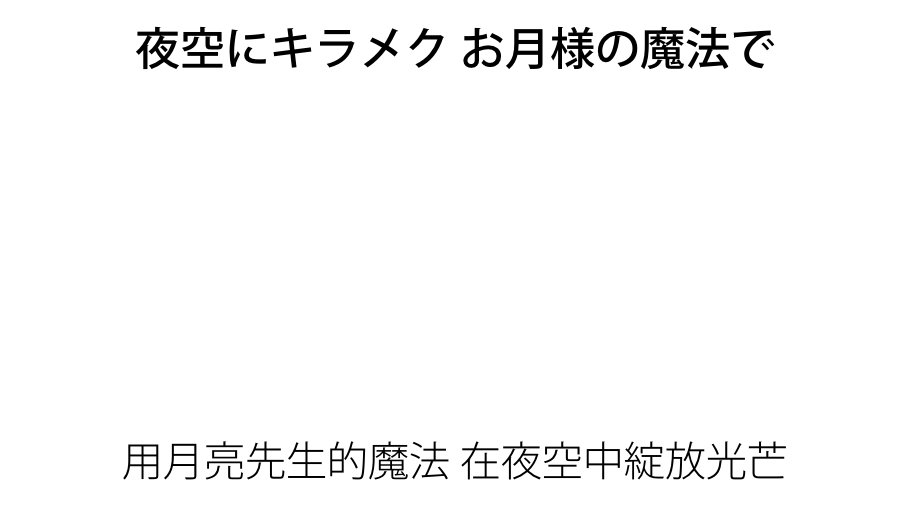 夜空にキラメク お月様の魔法で
用月亮先生的魔法 在夜空中綻放光芒